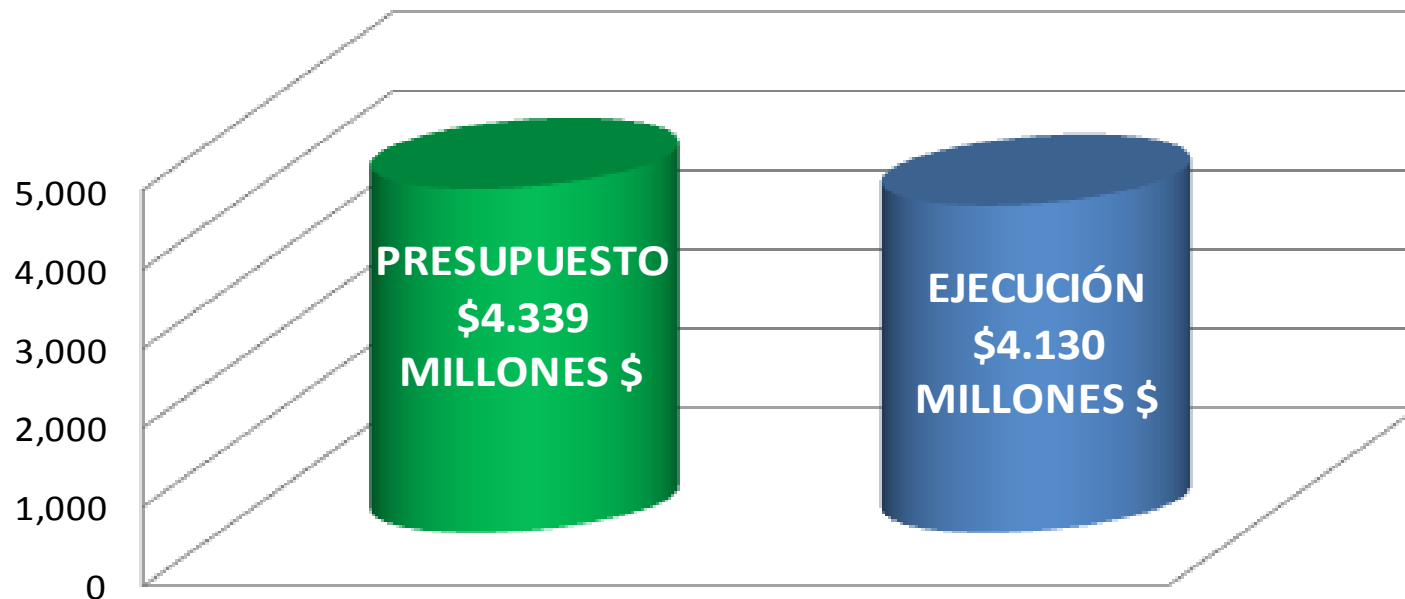 5,000
4,000
3,000
2,000
1,000
0
PRESUPUESTO
$4.339
MILLONES $
EJECUCIÓN
$4.130
MILLONES $